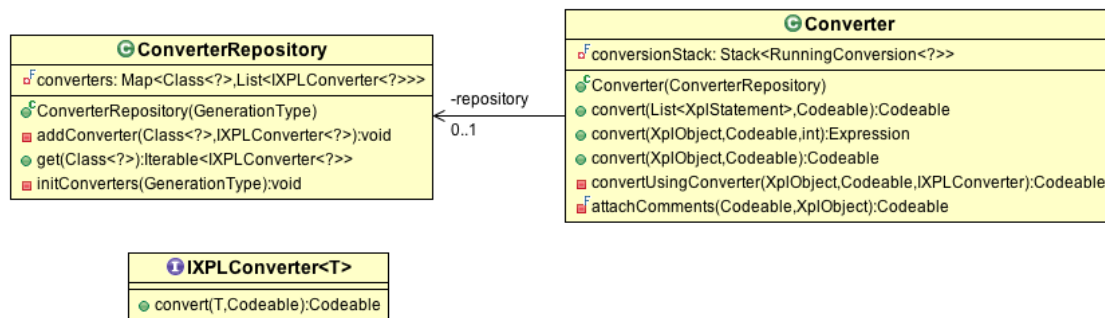 ConverterRepository
converters: Map<Class<?>,List<IXPLConverter<?>>>
ConverterRepository(GenerationType)
addConverter(Class<?>,IXPLConverter<?>):void
get(Class<?>):Iterable<IXPLConverter<?>>
initConverters(GenerationType):void
-repository
0..1
Converter
conversionStack: Stack<RunningConversion<?>>
Converter(ConverterRepository)
convert(List<XplStatement>,Codeable):Codeable
convert(XplObject,Codeable,int):Expression
convert(XplObject,Codeable):Codeable
convertUsingConverter(XplObject,Codeable,IXPLConverter):Codeable
attachComments(Codeable,XplObject):Codeable
IXPLConverter<T>
convert(T,Codeable):Codeable